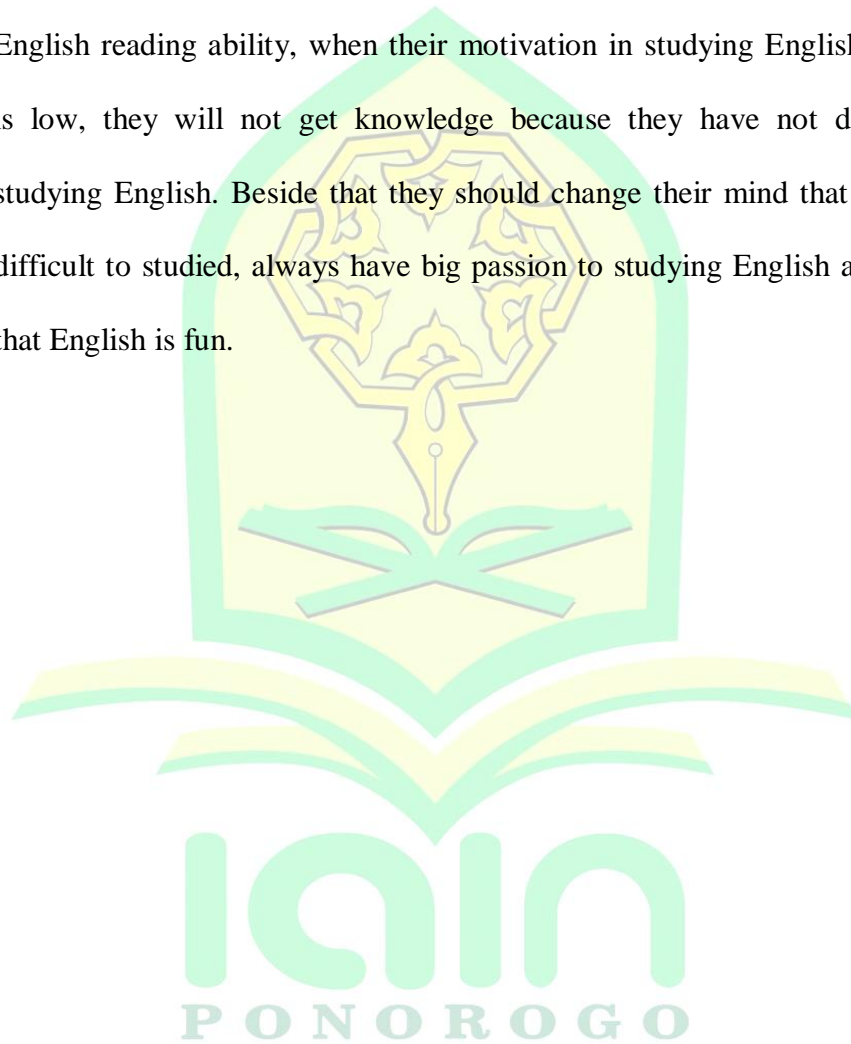 English reading ability, when their motivation in studying English
is low, they will not get knowledge because they have not
studying English. Beside that they should change their mind that
difficult to studied, always have big passion to studying English
that English is fun.
iain
PONOROGO